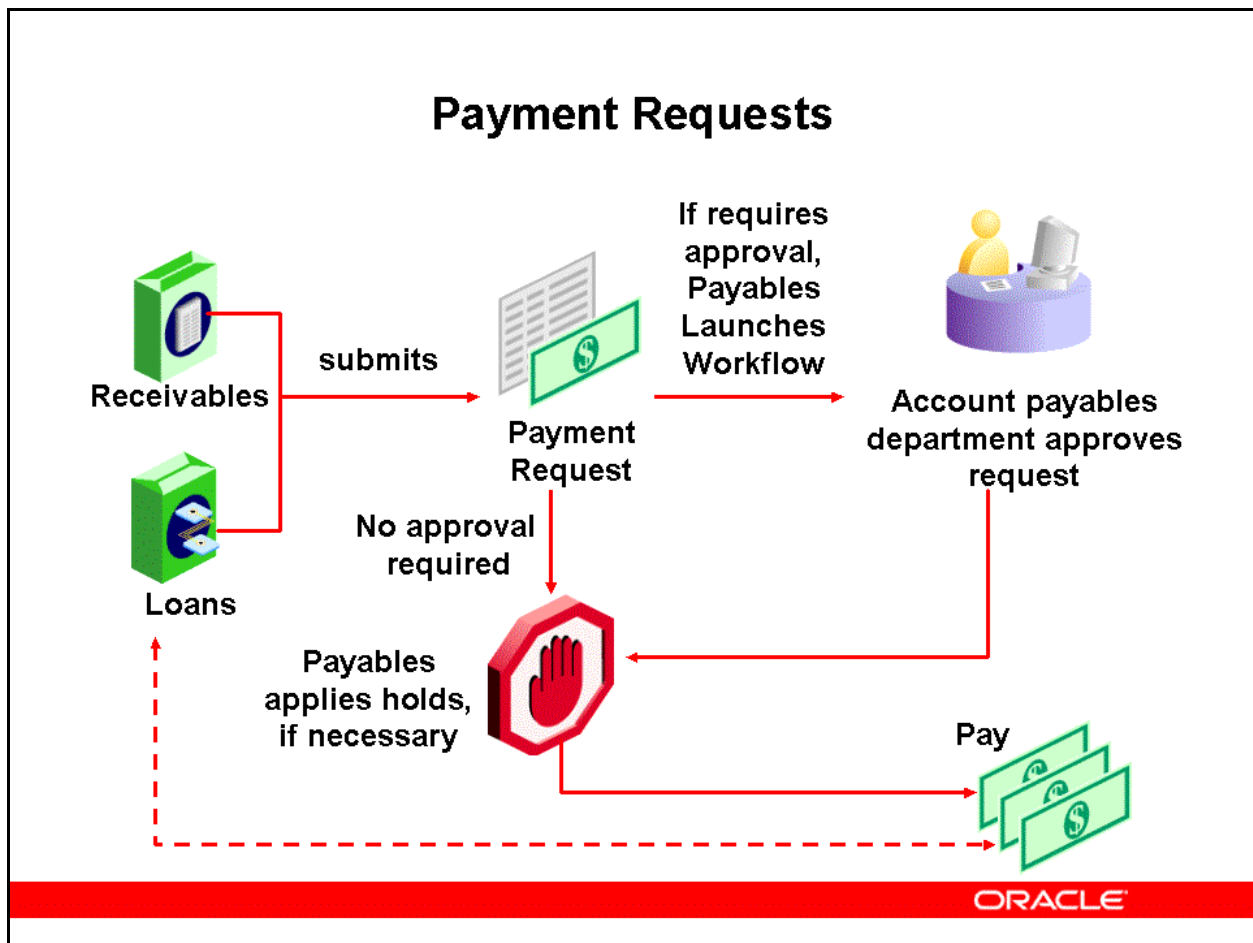 Payment Requests
If requires
approval,
Payables
Launches
Workflow
submits
Receivables
Payment
Request
Account payables
department approves
request
No approval
required
Loans
Payables
applies holds,
if necessary
Pay
$
$
ORACLE